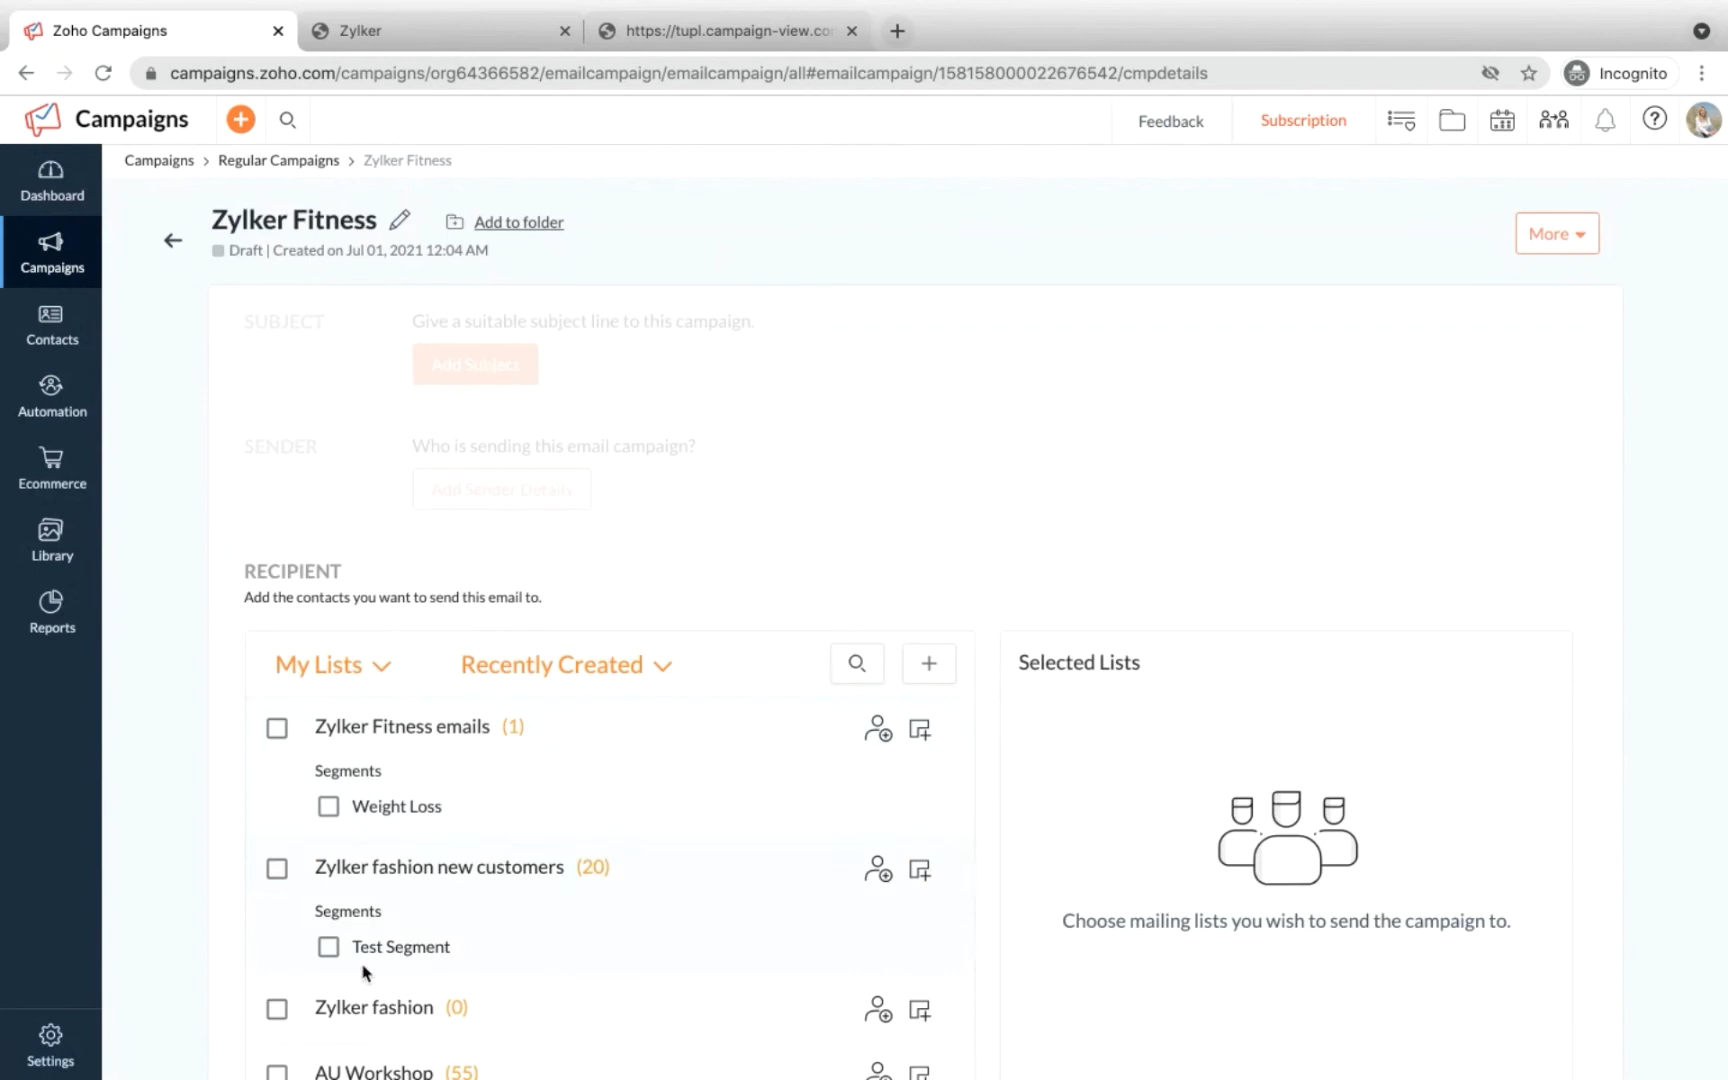 Zoho Campaigns
Zylker
https://tupl.campaign-view.co
campaigns.zoho.com/campaigns/org64366582/emailcampaign/emailcampaign/all#emailcampaign/158158000022676542/cmpdetails
Incognito
Campaigns
Feedback
Subscription
Dashboard
Campaigns
Contacts
Automation
Ecommerce
Library
Reports
Settings
Campaigns > Regular Campaigns > Zylker Fitness
Zylker Fitness
Add to folder
Draft | Created on Jul 01, 2021 12:04 AM
More
SUBJECT
Give a suitable subject line to this campaign.
Add Subject
SENDER
Who is sending this email campaign?
Add Sender Details
RECIPIENT
Add the contacts you want to send this email to.
My Lists
Recently Created
Zylker Fitness emails (1)
Segments
Weight Loss
Zylker fashion new customers (20)
Segments
Test Segment
Zylker fashion (0)
AU Workshop (55)
Selected Lists
Choose mailing lists you wish to send the campaign to.